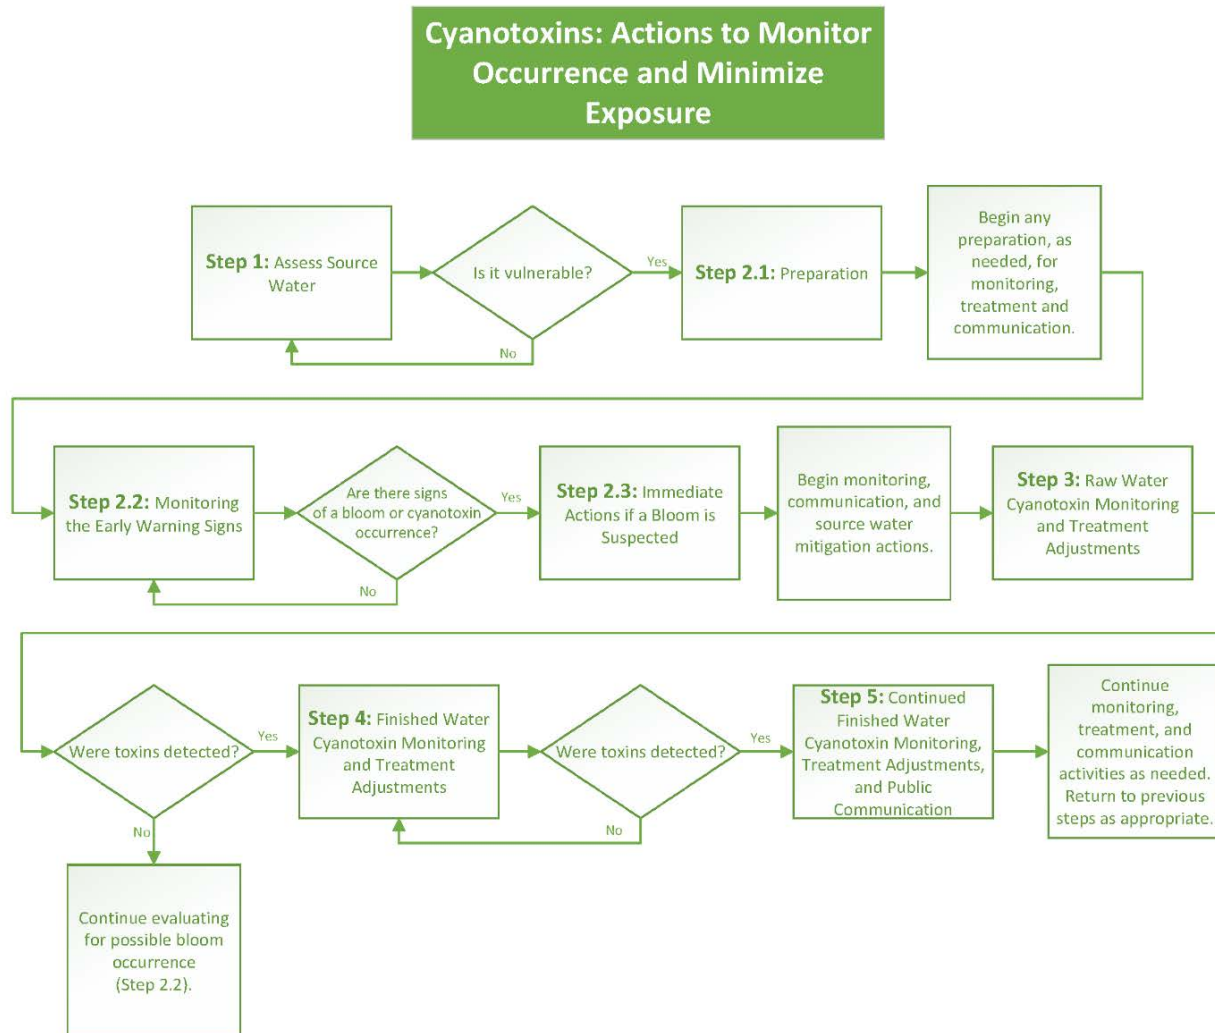 Cyanotoxins: Actions to Monitor
Occurrence and Minimize
Exposure
Step 1: Assess Source
Water
Is it vulnerable?
Yes
No
Step 2.1: Preparation
Begin any
preparation, as
needed, for
monitoring,
treatment and
communication.
Step 2.2: Monitoring
the Early Warning Signs
Are there signs
of a bloom or cyanotoxin
occurrence?
Yes
No
Step 2.3: Immediate
Actions if a Bloom is
Suspected
Begin monitoring,
communication, and
source water
mitigation actions.
Step 3: Raw Water
Cyanotoxin Monitoring
and Treatment
Adjustments
Were toxins detected?
Yes
No
Continue evaluating
for possible bloom
occurrence
(Step 2.2).
Step 4: Finished Water
Cyanotoxin Monitoring
and Treatment
Adjustments
Were toxins detected?
Yes
No
Step 5: Continued
Finished Water
Cyanotoxin Monitoring,
Treatment Adjustments,
and Public
Communication
Continue
monitoring,
treatment, and
communication
activities as needed.
Return to previous
steps as appropriate.